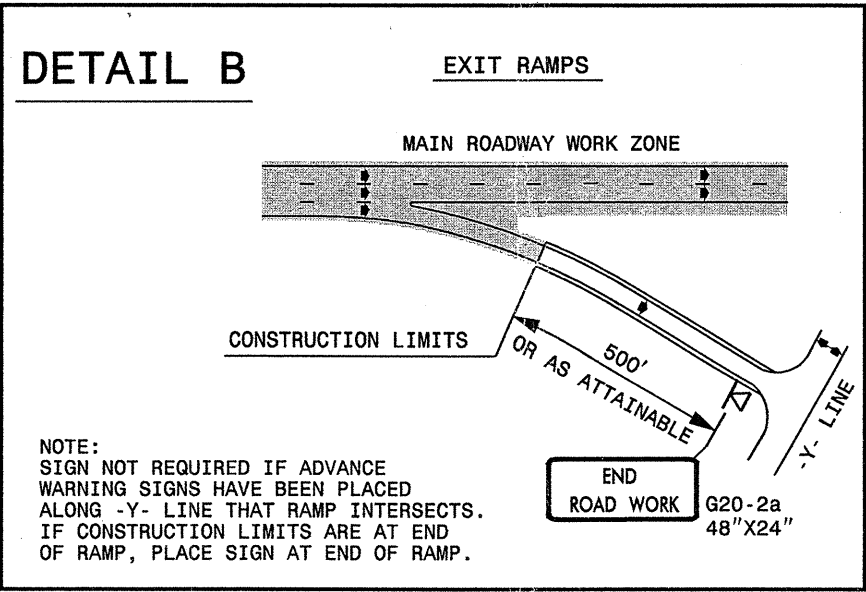 DETAIL B
EXIT RAMPS
MAIN ROADWAY WORK ZONE
CONSTRUCTION LIMITS
500'
OR AS ATTAINABLE
-Y- LINE
END
ROAD WORK
G20-2a
48"X24"
NOTE:
SIGN NOT REQUIRED IF ADVANCE
WARNING SIGNS HAVE BEEN PLACED
ALONG -Y- LINE THAT RAMP INTERSECTS.
IF CONSTRUCTION LIMITS ARE AT END
OF RAMP, PLACE SIGN AT END OF RAMP.